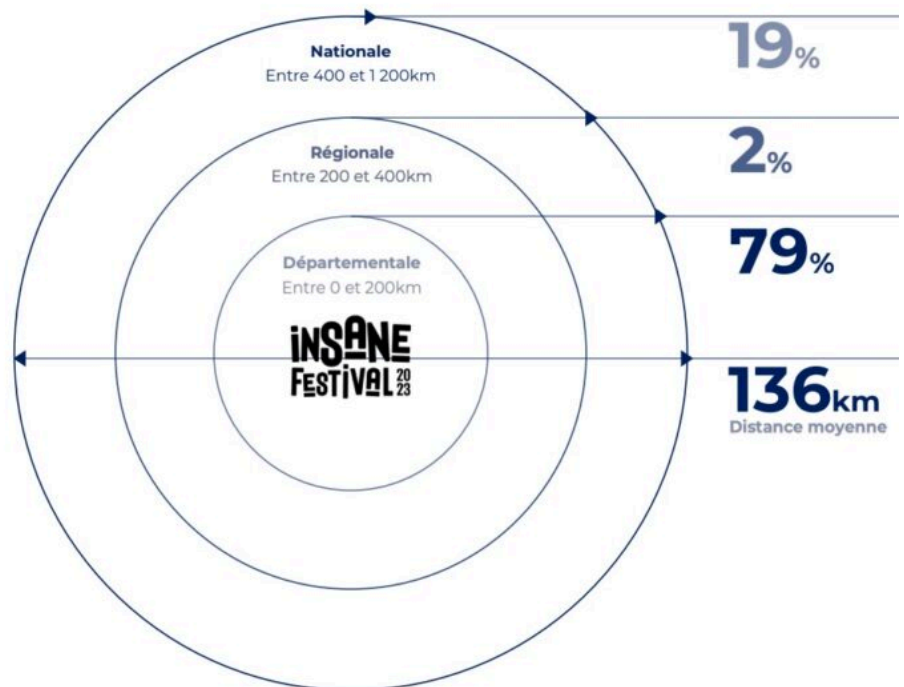 Nationale
Entre 400 et 1 200km
19%
Régionale
Entre 200 et 400km
2%
Départementale
Entre 0 et 200km
79%
INSANE
FESTIVAL 2023
136km
Distance moyenne